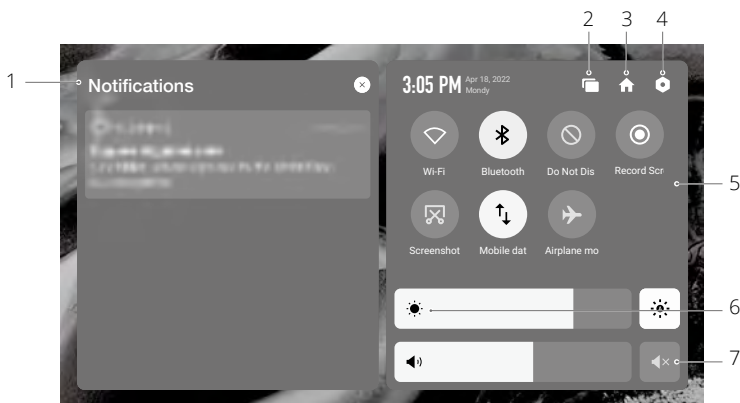 2 3 4
1 Notifications
3:05 PM Apr 18, 2022
Mondy
Wi-Fi Bluetooth Do Not Dis Record Scr
5
Screenshot Mobile dat Airplane mo
6
7